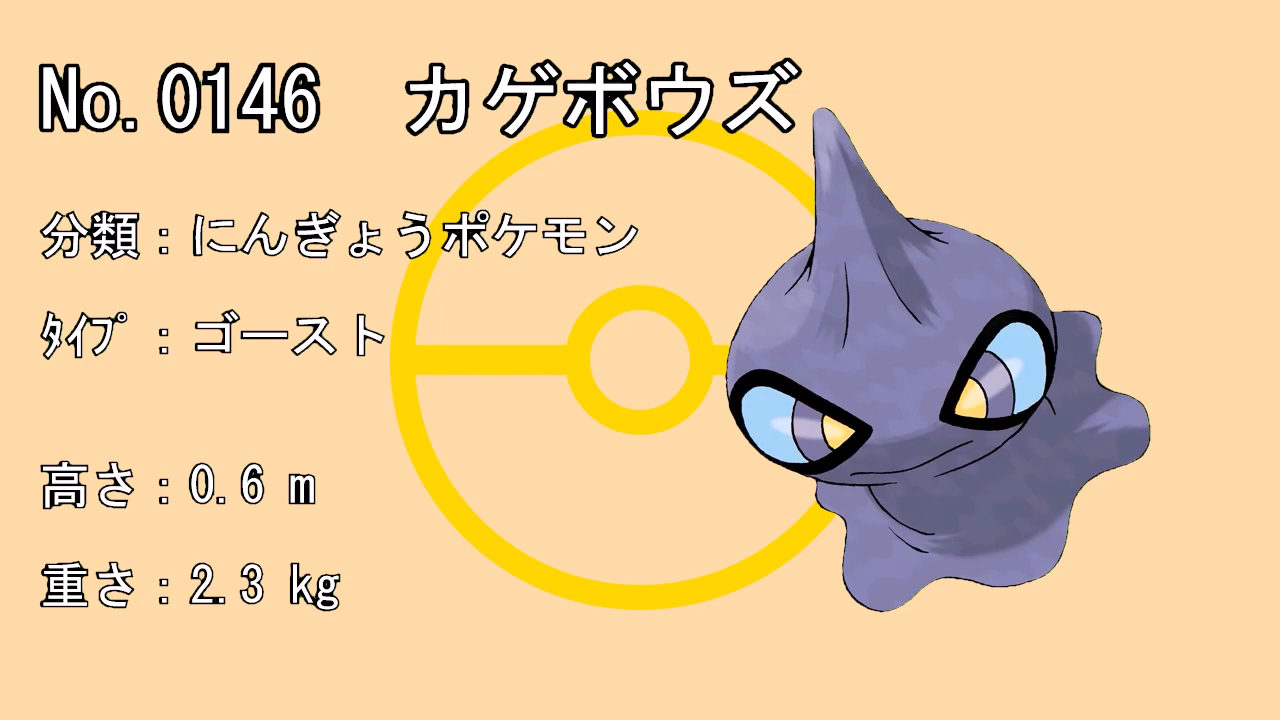 No.0146　カゲボウズ
分類：にんぎょうポケモン
ﾀｲﾌﾟ：ゴースト
高さ：0.6 m
重さ：2.3 kg